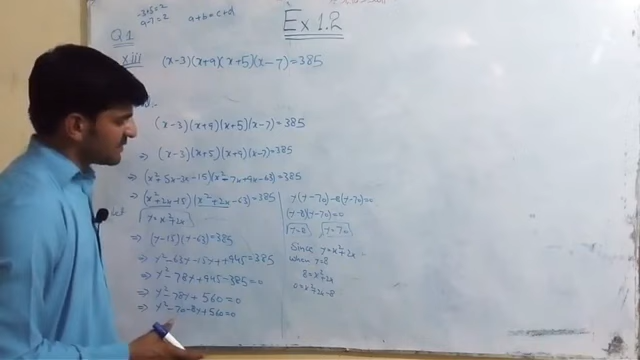 -3+5=2
9-7=2
a+b=c+d
Ex 1.2
Q1
xiii (x-3)(x+9)(x+5)(x-7)=385
(x-3)(x+9)(x+5)(x-7)=385
⇒ (x-3)(x+5)(x+9)(x-7)=385
⇒ (x²+5x-3x-15)(x²-7x+9x-63)=385
⇒ (x²+2x-15)(x²+2x-63)=385
Let y=x²+2x
⇒ (y-15)(y-63)=385
⇒ y²-63y-15y+945=385
⇒ y²-78y+945-385=0
⇒ y²-78y+560=0
⇒ y²-70-8y+560=0
y(y-70)-8(y-70)=0
(y-8)(y-70)=0
y=8 y=70
Since y=x²+2x
when y=8
8=x²+2x
0=x²+2x-8